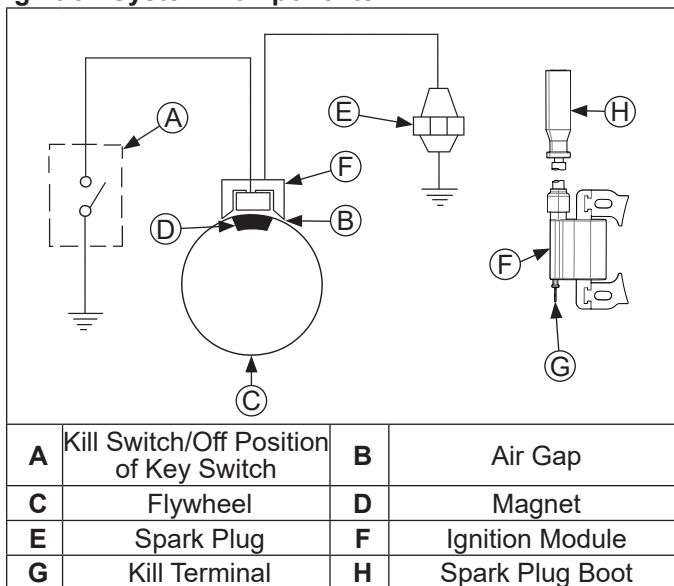 A
E
H
F
D
B
F
G
C
A Kill Switch/Off Position of Key Switch B Air Gap
C Flywheel D Magnet
E Spark Plug F Ignition Module
G Kill Terminal H Spark Plug Boot